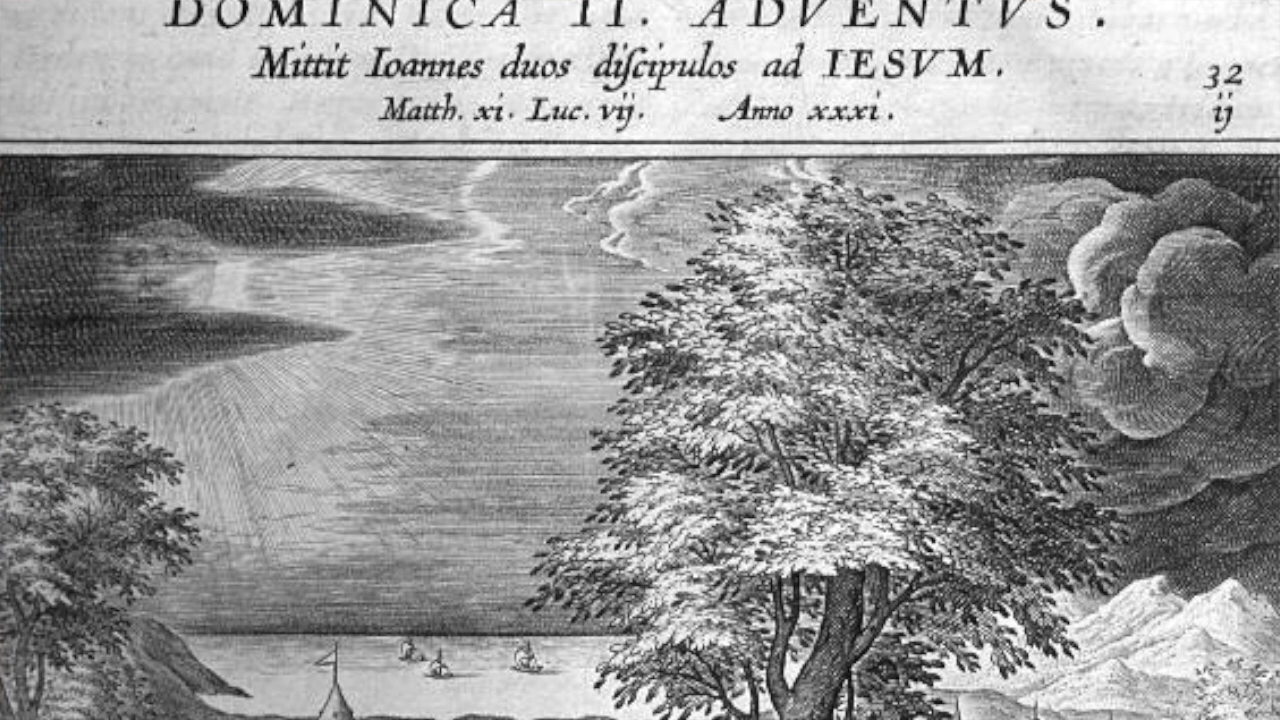 DOMINICA II. ADVENTVS.
Mittit Ioannes duos diſcipulos ad IESVM.
32
Matth. xi. Luc. vij. Anno xxxi.
ij